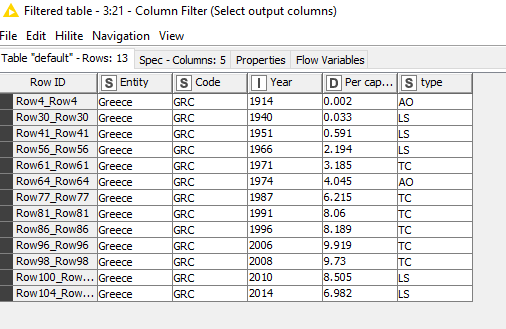 Filtered table - 3:21 - Column Filter (Select output columns)
File Edit Hilite Navigation View
Table "default" - Rows: 13 Spec - Columns: 5 Properties Flow Variables
Row ID S Entity S Code I Year D Per cap... S type
Row4_Row4 Greece GRC 1914 0.002 AO
Row30_Row30 Greece GRC 1940 0.033 LS
Row41_Row41 Greece GRC 1951 0.591 LS
Row56_Row56 Greece GRC 1966 2.194 LS
Row61_Row61 Greece GRC 1971 3.185 TC
Row64_Row64 Greece GRC 1974 4.045 AO
Row77_Row77 Greece GRC 1987 6.215 TC
Row81_Row81 Greece GRC 1991 8.06 TC
Row86_Row86 Greece GRC 1996 8.189 TC
Row96_Row96 Greece GRC 2006 9.919 TC
Row98_Row98 Greece GRC 2008 9.73 TC
Row100_Row... Greece GRC 2010 8.505 LS
Row104_Row... Greece GRC 2014 6.982 LS